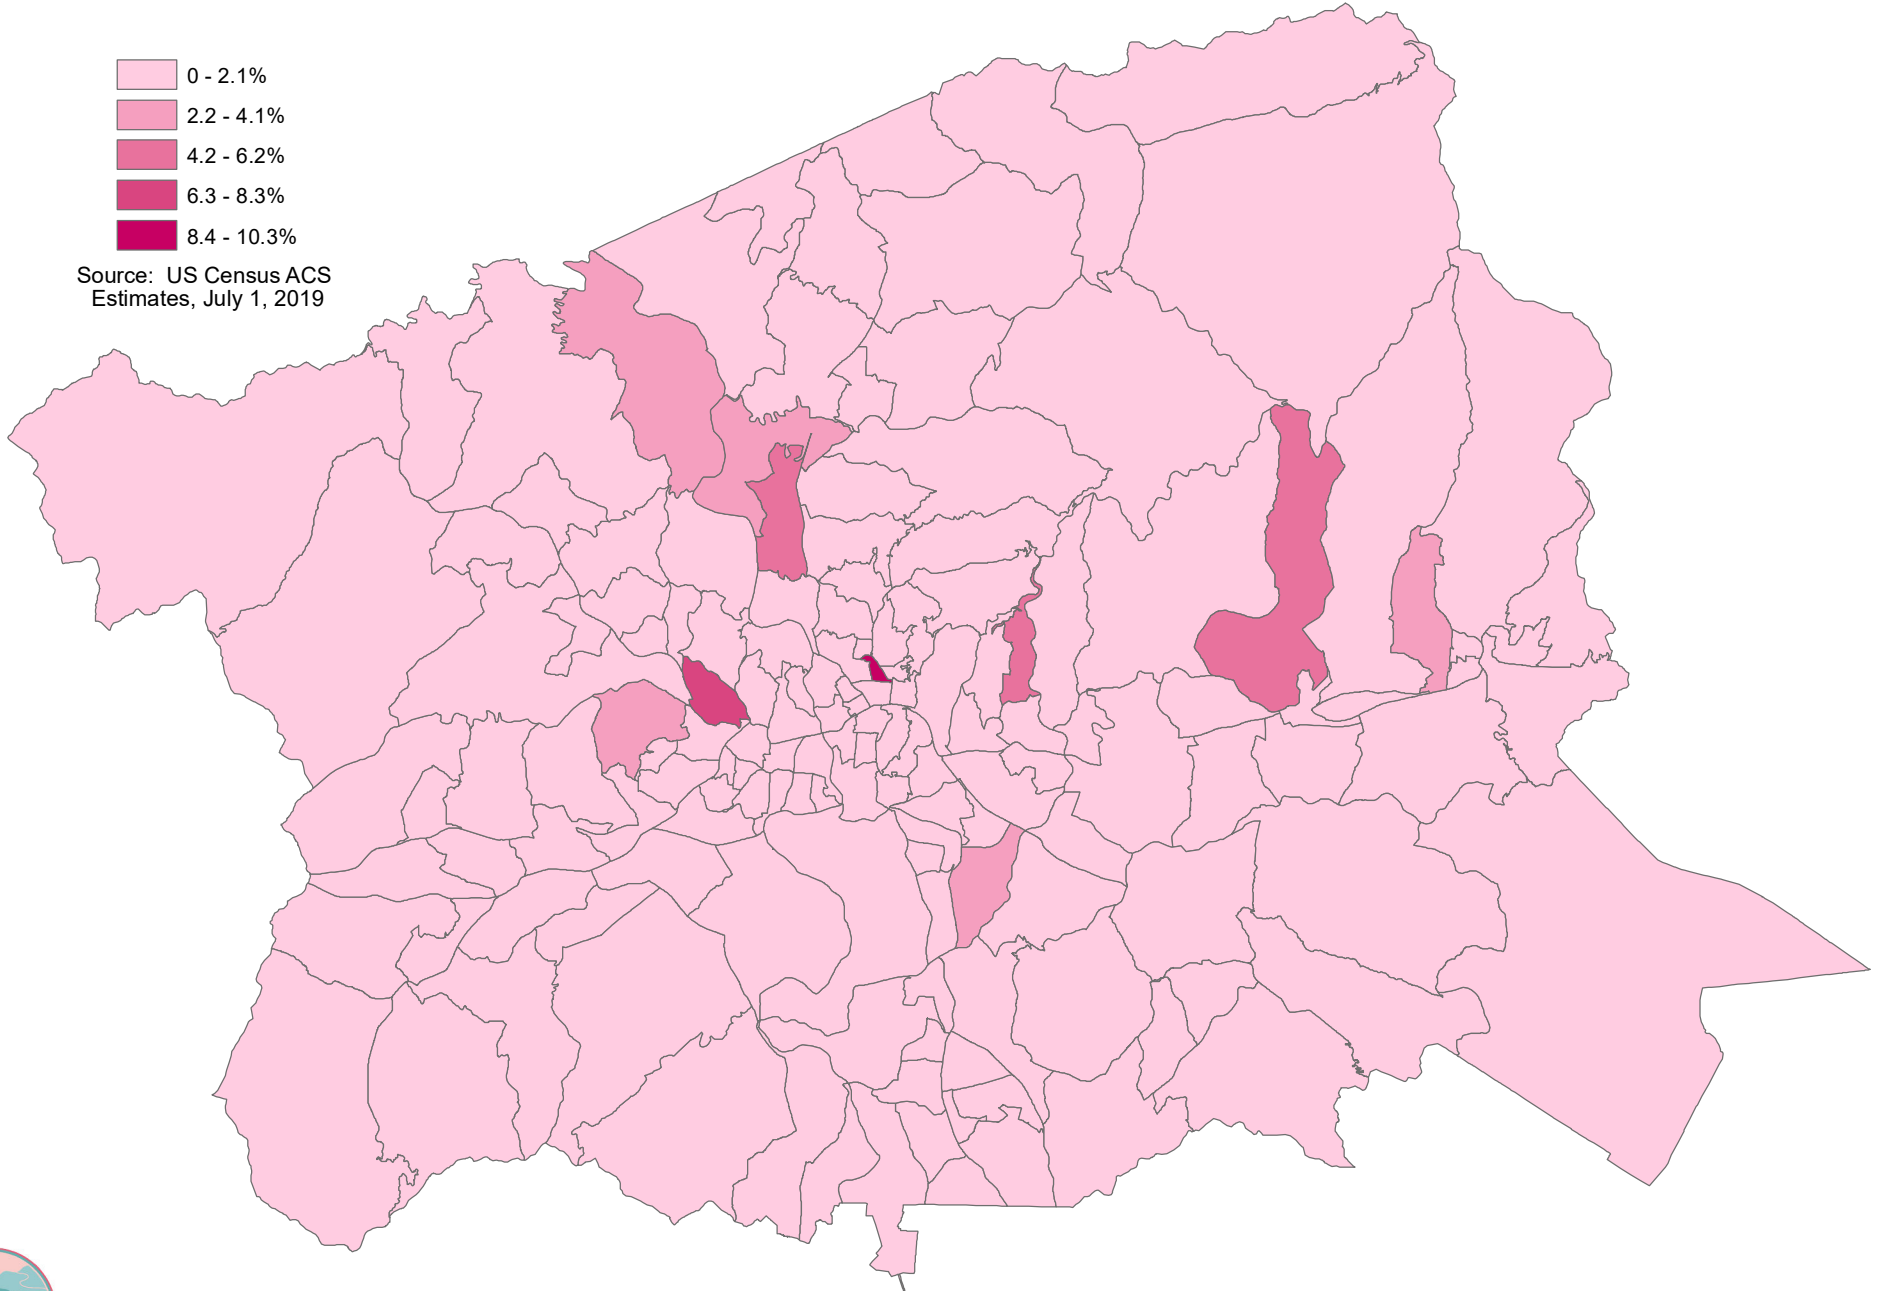 0 - 2.1%
2.2 - 4.1%
4.2 - 6.2%
6.3 - 8.3%
8.4 - 10.3%
Source:  US Census ACS
Estimates, July 1, 2019